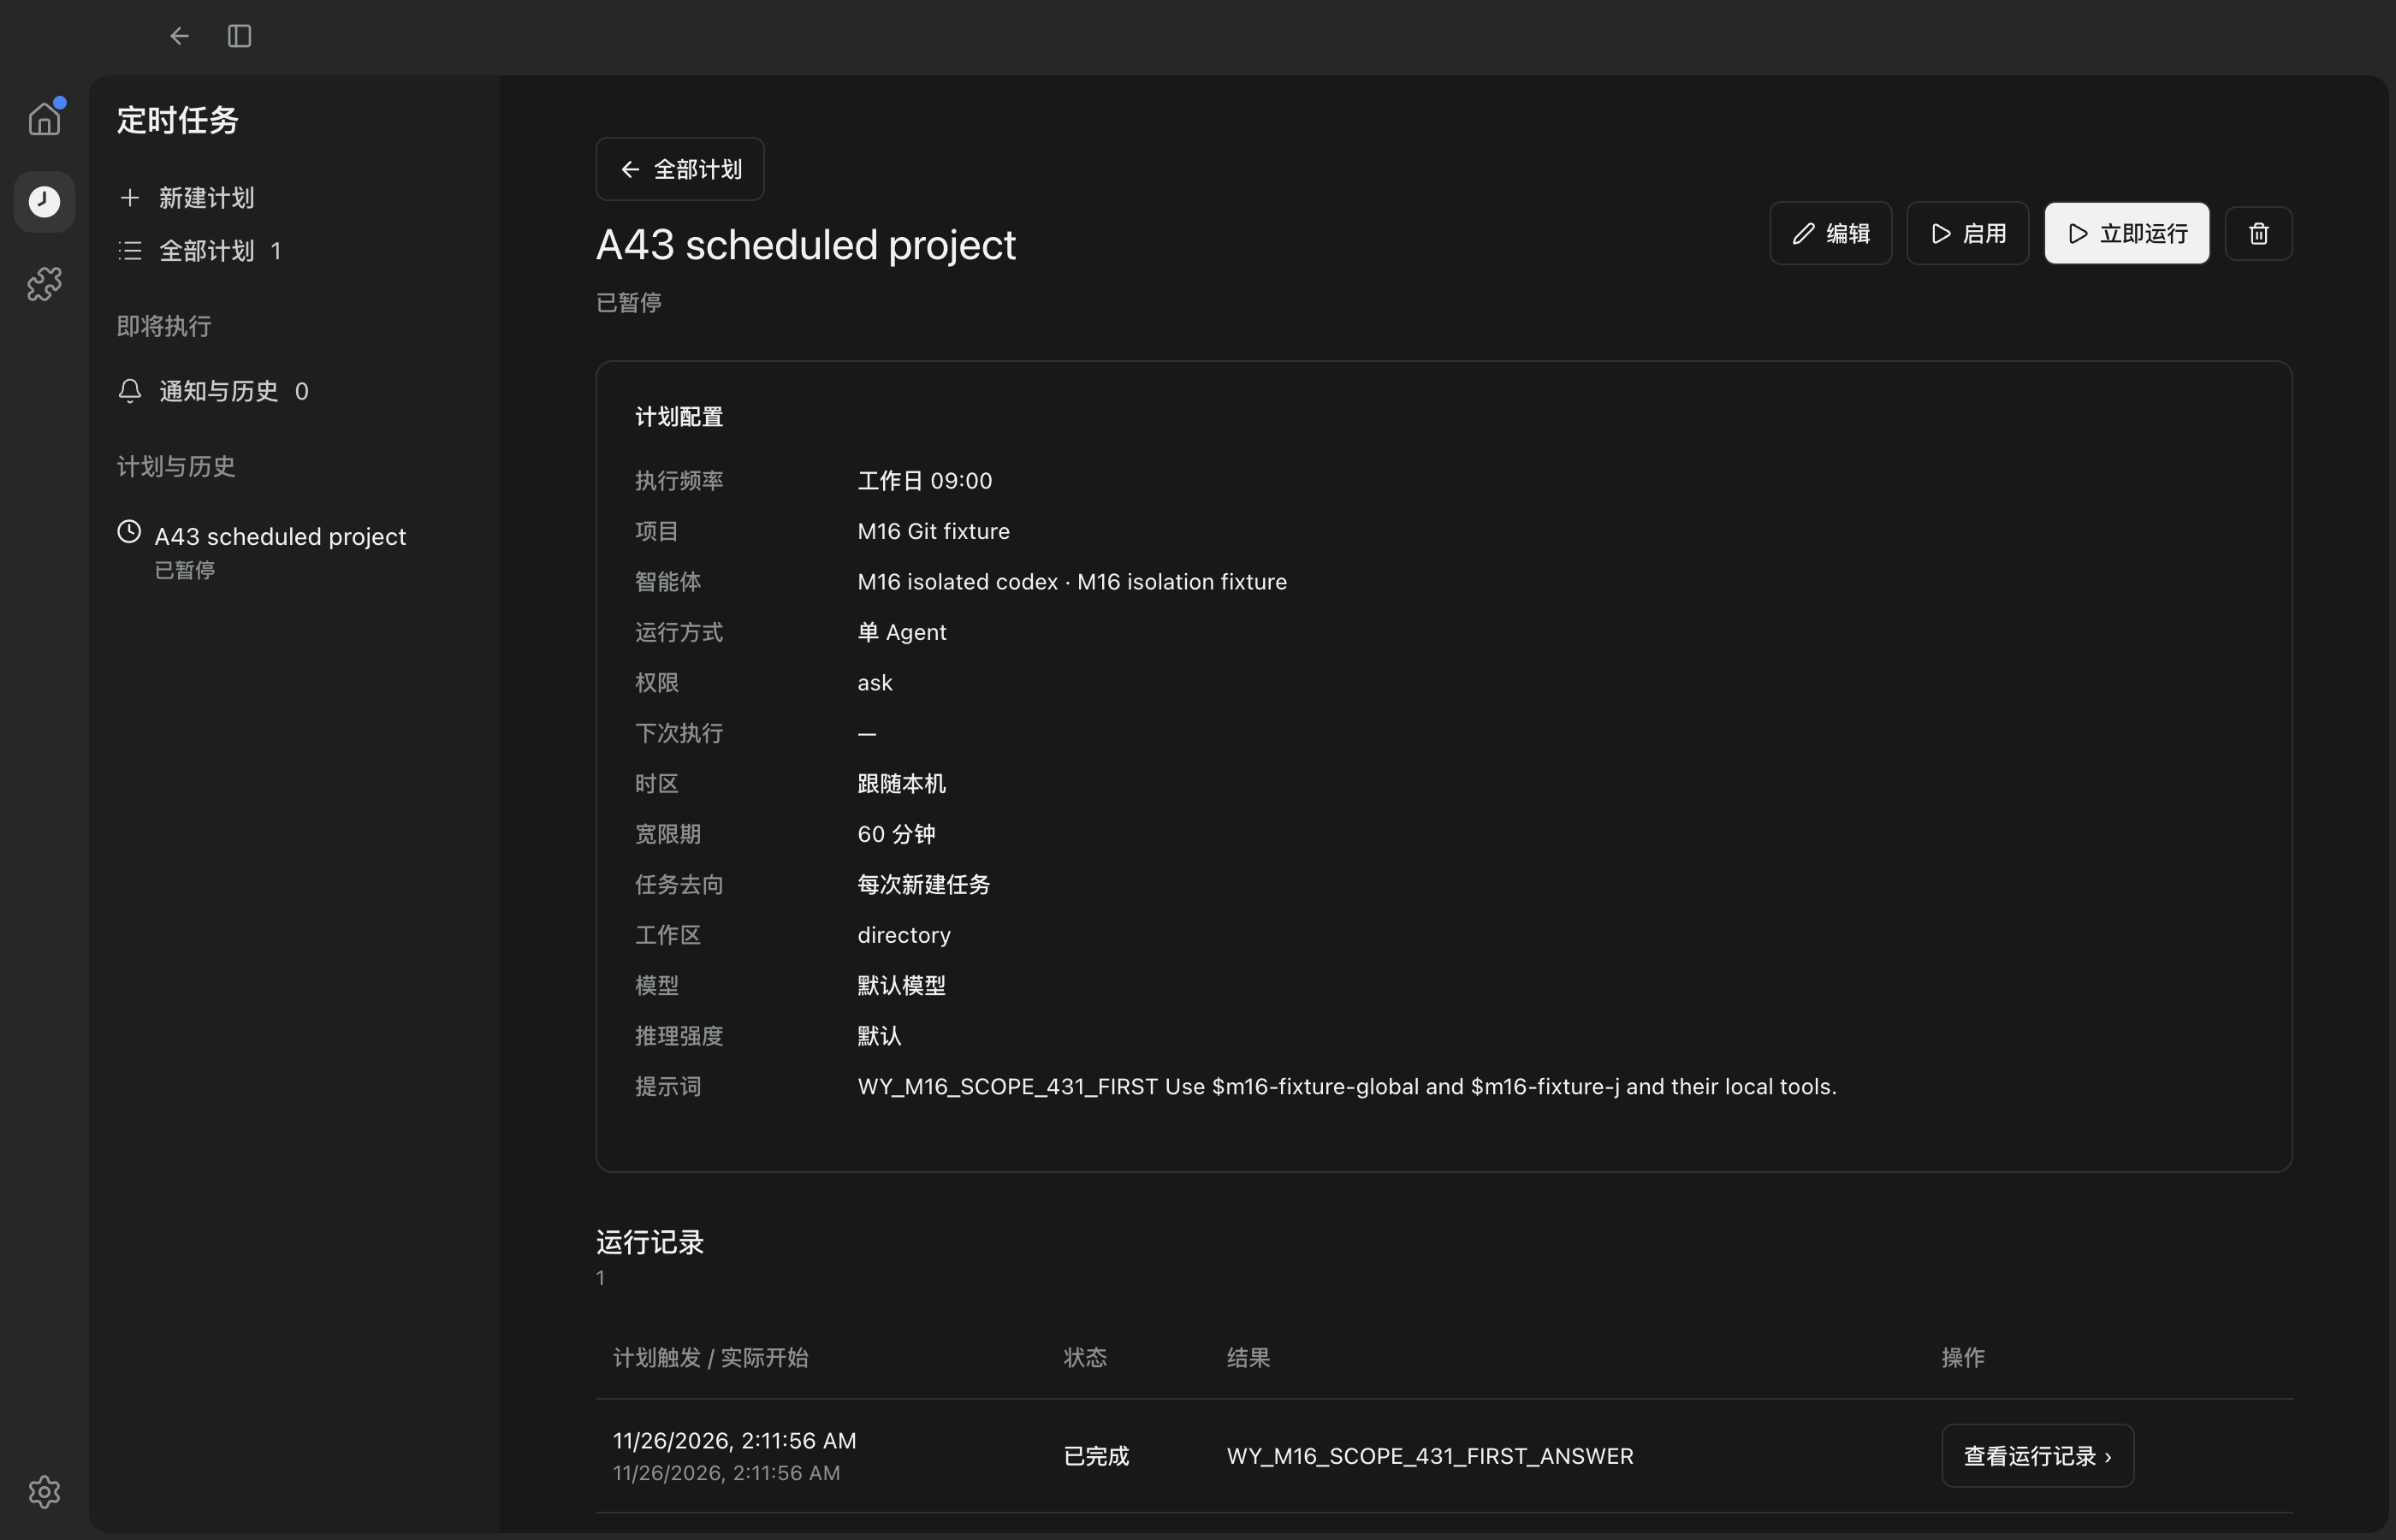 定时任务
新建计划
全部计划 1
即将执行
通知与历史 0
计划与历史
A43 scheduled project
已暂停
全部计划
A43 scheduled project
已暂停
编辑
启用
立即运行
计划配置
执行频率 工作日 09:00
项目 M16 Git fixture
智能体 M16 isolated codex · M16 isolation fixture
运行方式 单 Agent
权限 ask
下次执行 —
时区 跟随本机
宽限期 60 分钟
任务去向 每次新建任务
工作区 directory
模型 默认模型
推理强度 默认
提示词 WY_M16_SCOPE_431_FIRST Use $m16-fixture-global and $m16-fixture-j and their local tools.
运行记录
1
计划触发 / 实际开始 状态 结果 操作
11/26/2026, 2:11:56 AM
11/26/2026, 2:11:56 AM
已完成 WY_M16_SCOPE_431_FIRST_ANSWER 查看运行记录 ›